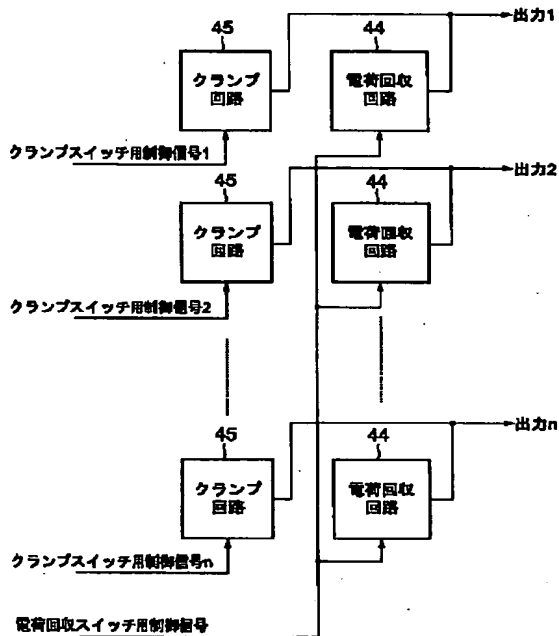 45
44
出力1
クランプ
回路
電荷回収
回路
クランプスイッチ用制御信号1
45
44
出力2
クランプ
回路
電荷回収
回路
クランプスイッチ用制御信号2
45
44
出力n
クランプ
回路
電荷回収
回路
クランプスイッチ用制御信号n
電荷回収スイッチ用制御信号